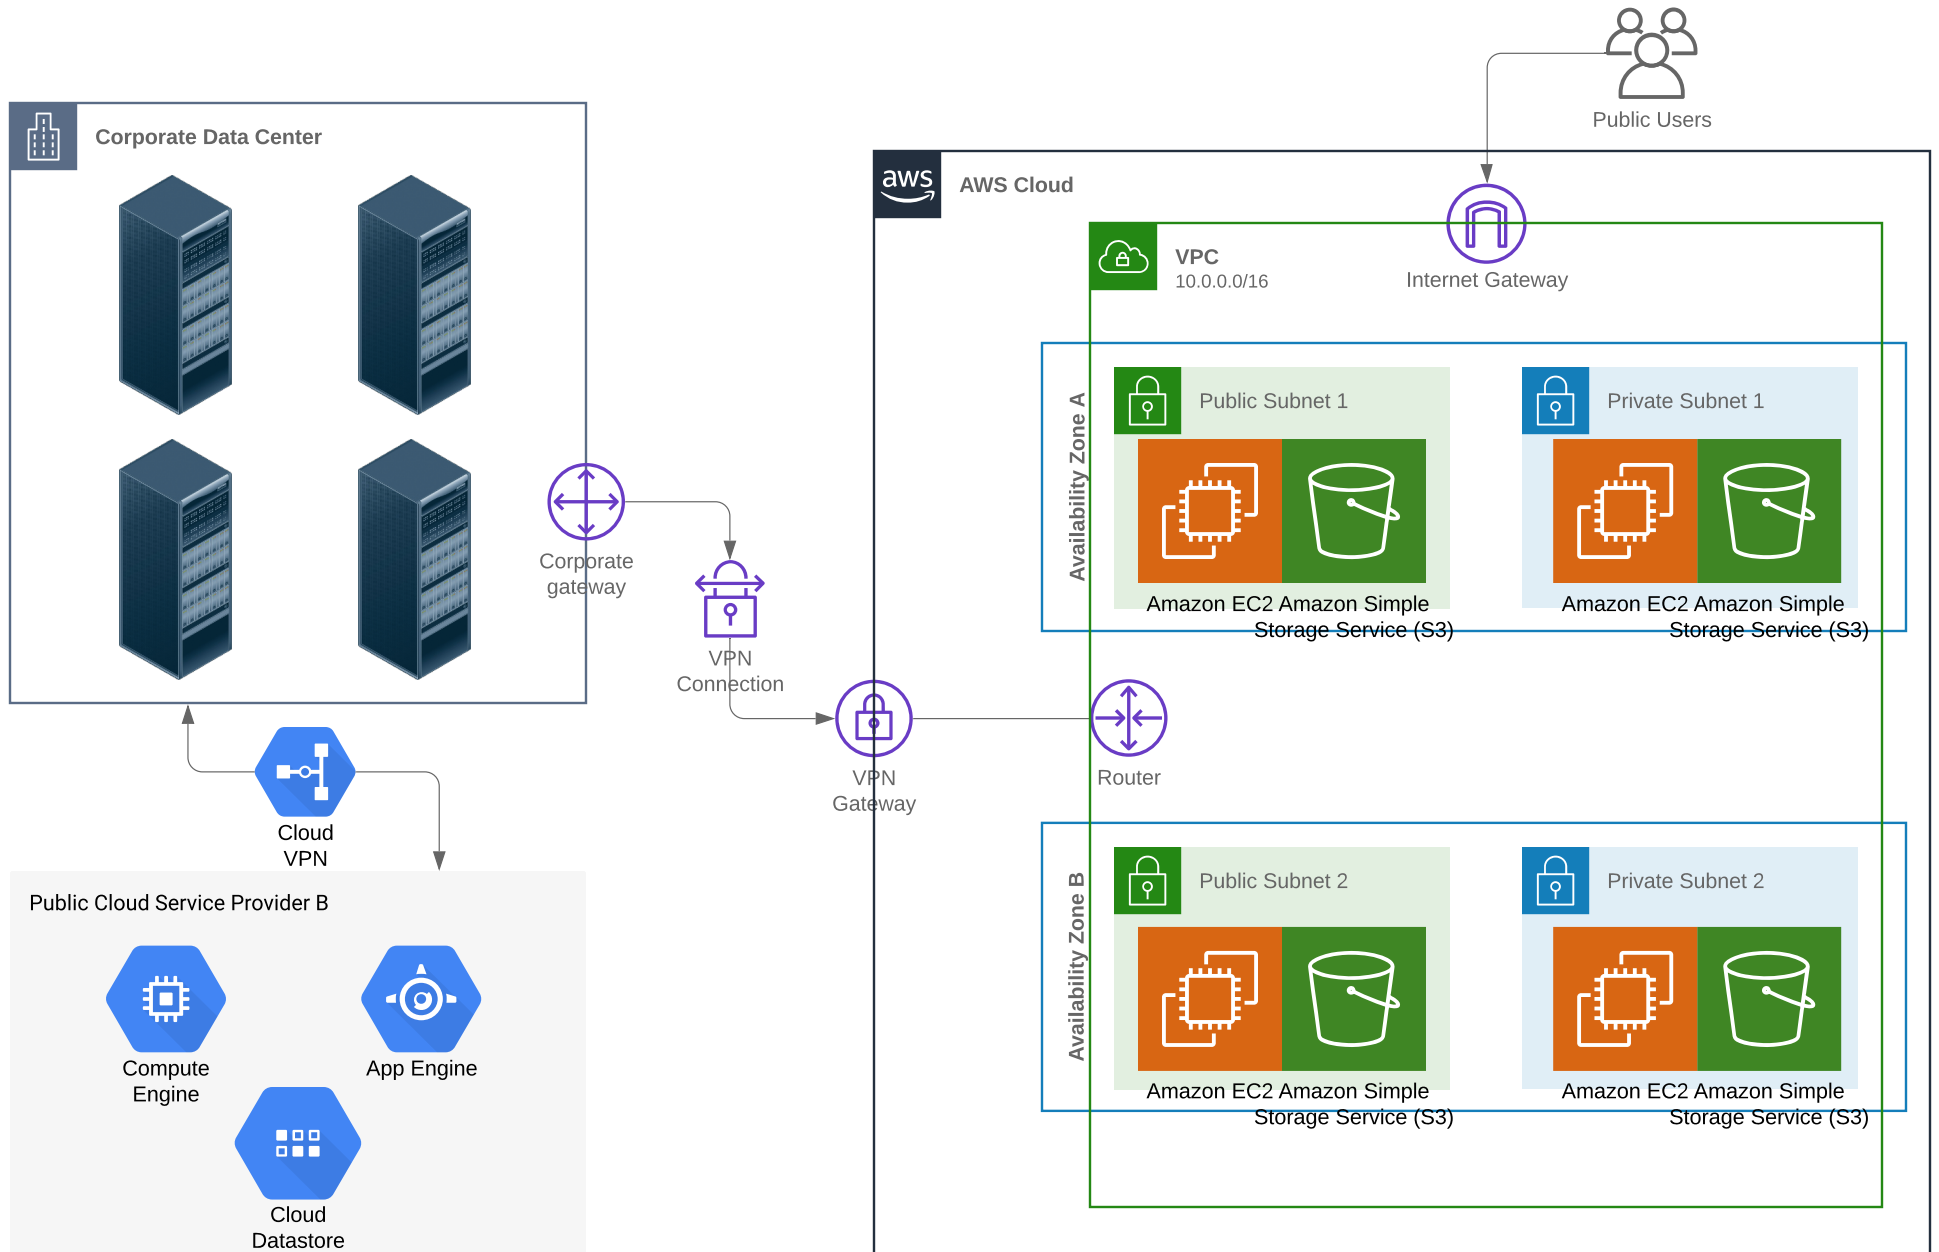 Public Users
Corporate Data Center
aws
AWS Cloud
VPC
10.0.0.0/16
Internet Gateway
Availability Zone A
Public Subnet 1
Private Subnet 1
Amazon EC2 Amazon Simple
Storage Service (S3)
Amazon EC2 Amazon Simple
Storage Service (S3)
Corporate
gateway
VPN
Connection
VPN
Gateway
Router
Cloud
VPN
Availability Zone B
Public Subnet 2
Private Subnet 2
Amazon EC2 Amazon Simple
Storage Service (S3)
Amazon EC2 Amazon Simple
Storage Service (S3)
Public Cloud Service Provider B
Compute
Engine
App Engine
Cloud
Datastore